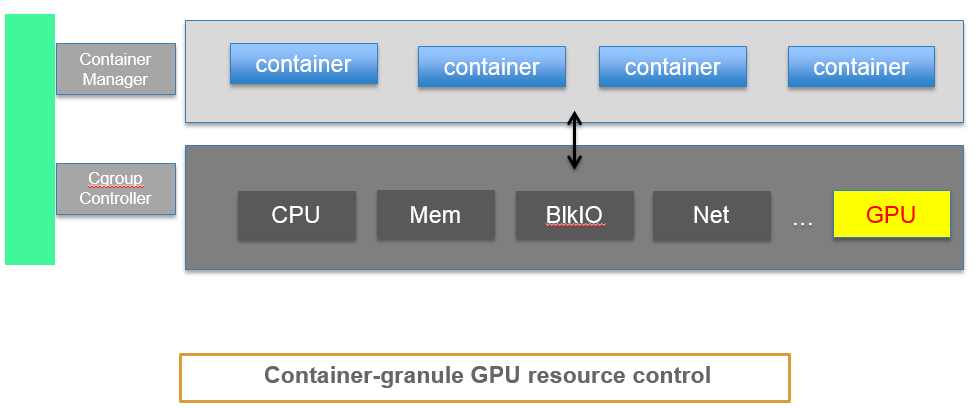 Container
Manager
container
container
container
container
Cgroup
Controller
CPU
Mem
BlkIO
Net
...
GPU
Container-granule GPU resource control